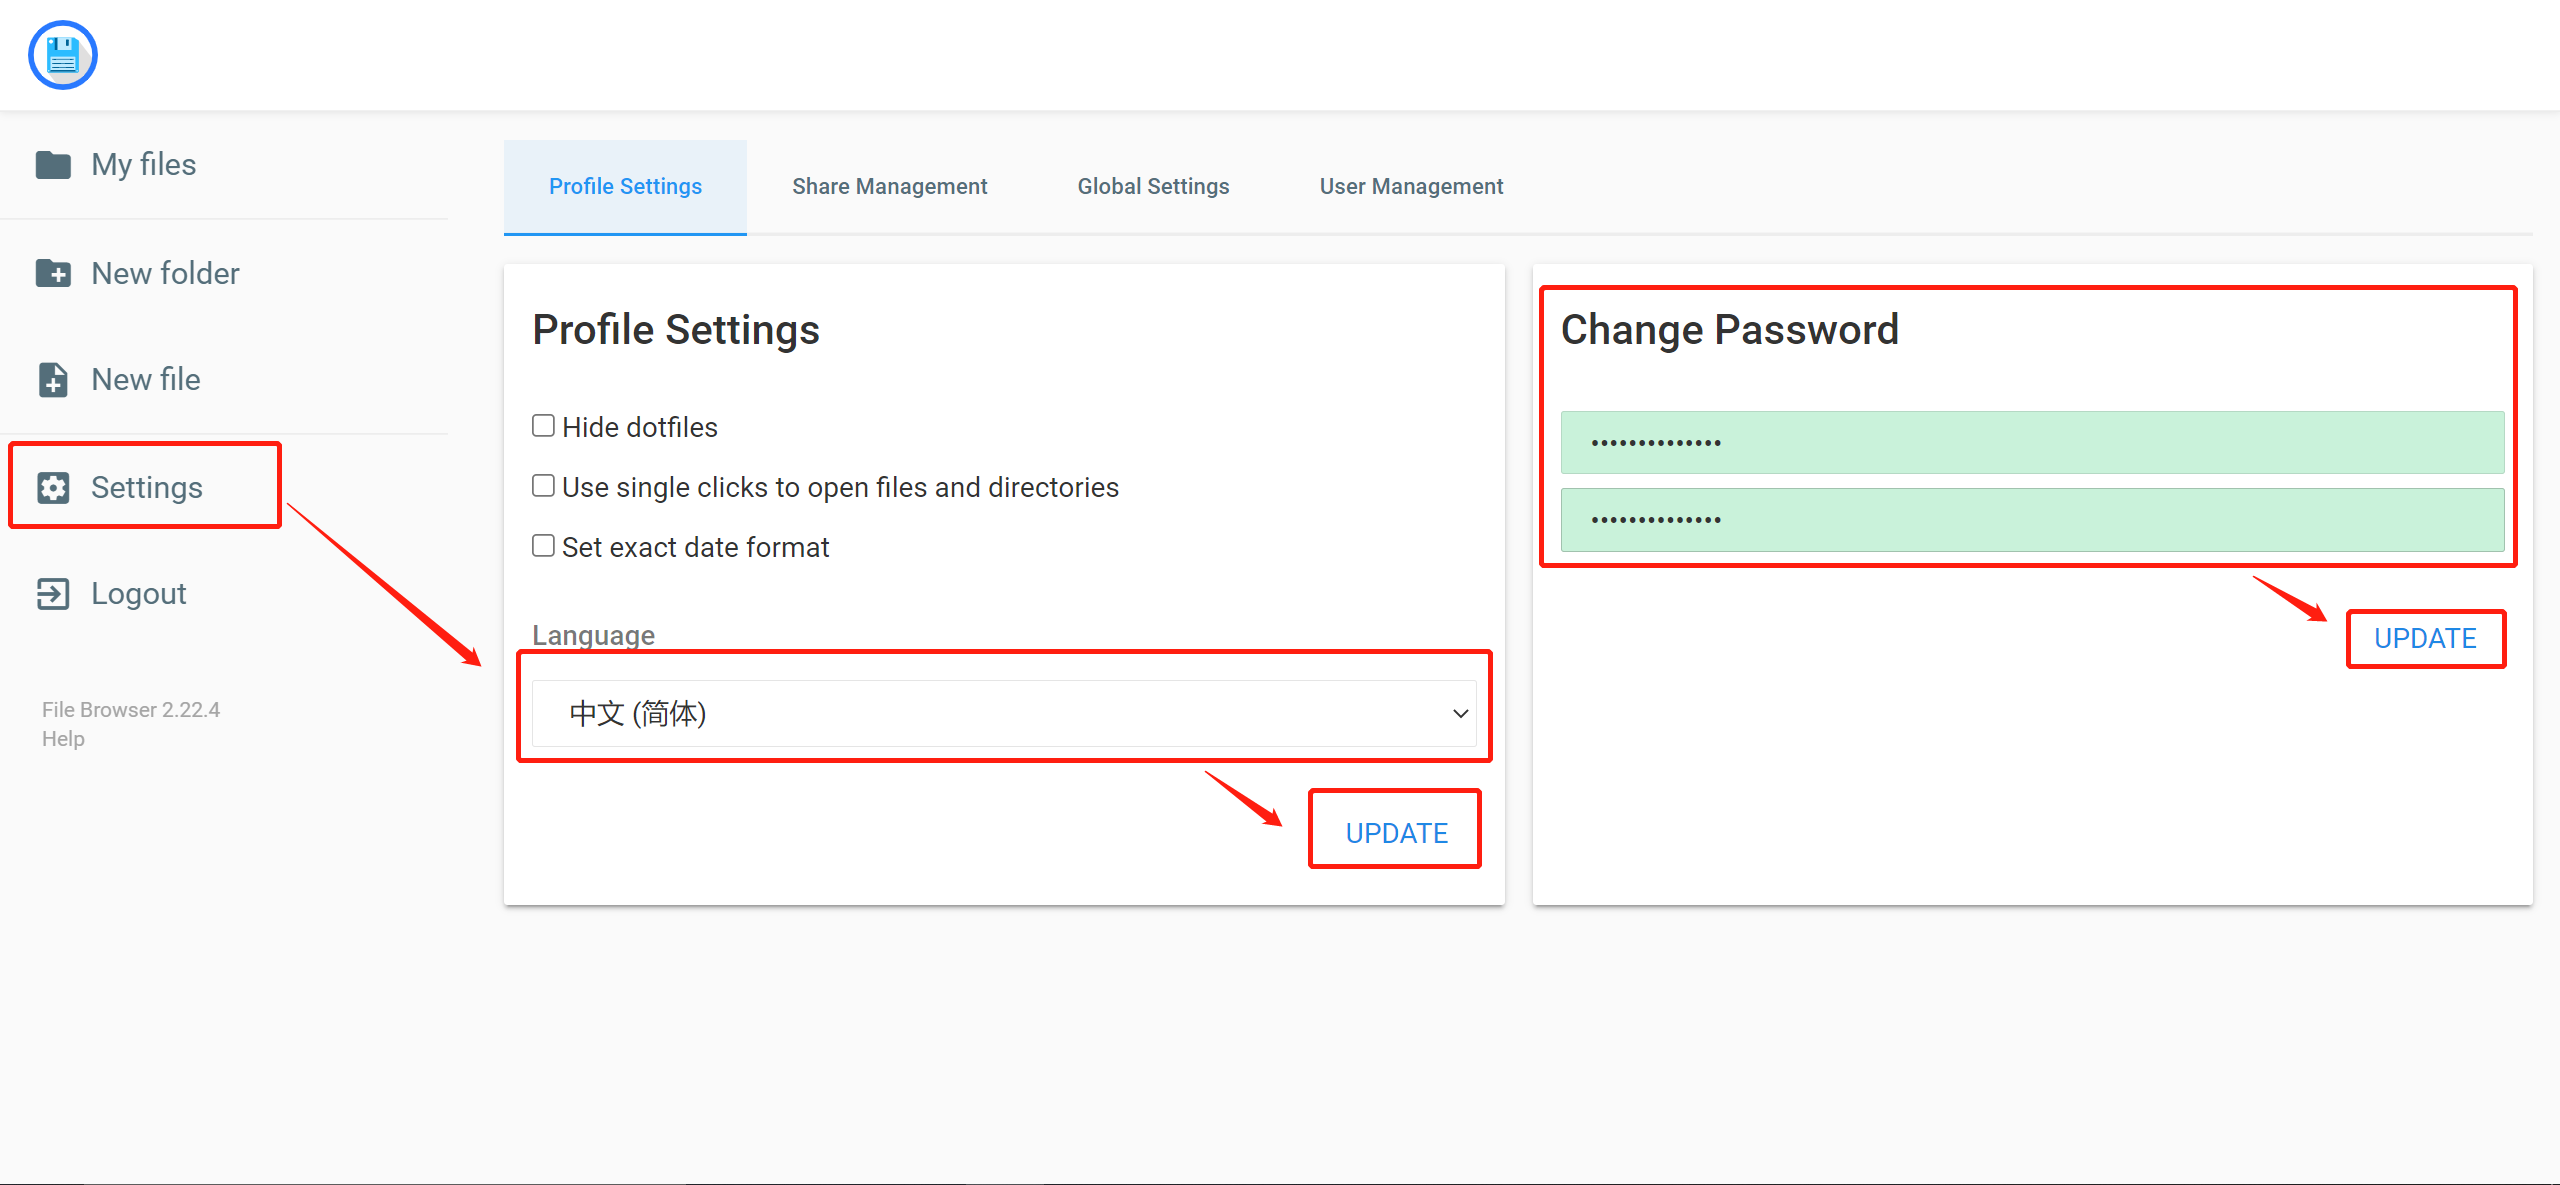 My files
New folder
New file
Settings
Logout
File Browser 2.22.4
Help
Profile Settings
Share Management
Global Settings
User Management
Profile Settings
Hide dotfiles
Use single clicks to open files and directories
Set exact date format
Language
中文 (简体)
UPDATE
Change Password
••••••••••••••
••••••••••••••
UPDATE